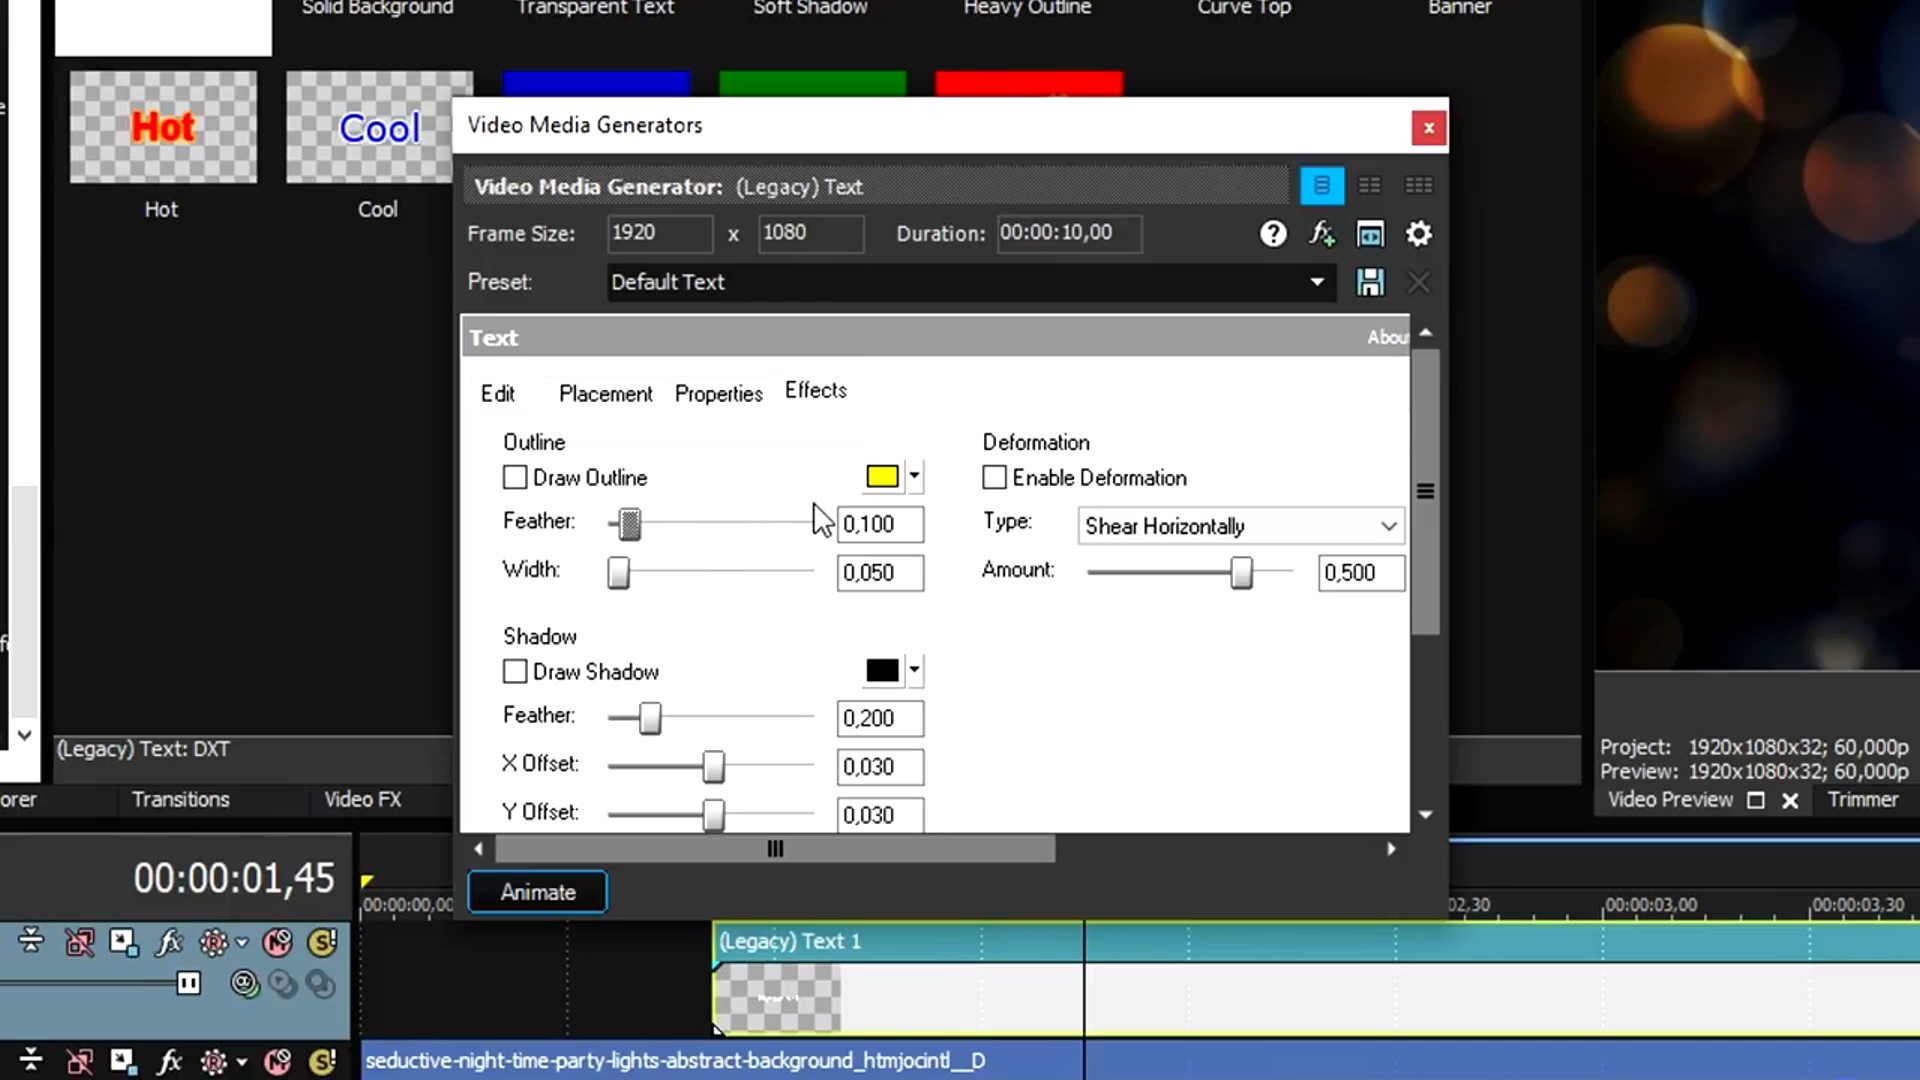 Solid Background Transparent Text Soft Shadow Heavy Outline Curve Top Banner
Hot Cool
Hot Cool
Video Media Generators
Video Media Generator: (Legacy) Text
Frame Size: 1920 x 1080 Duration: 00:00:10,00
Preset: Default Text
Text Abou
Edit Placement Properties Effects
Outline Deformation
Draw Outline Enable Deformation
Feather: 0,100 Type: Shear Horizontally
Width: 0,050 Amount: 0,500
Shadow
Draw Shadow
Feather: 0,200
X Offset: 0,030
Y Offset: 0,030
Animate
(Legacy) Text: DXT
Project: 1920x1080x32; 60,000p
Preview: 1920x1080x32; 60,000p
orer Transitions Video FX Video Preview Trimmer
00:00:01,45
00:00:00,00 02,30 00:00:03,00 00:00:03,30
(Legacy) Text 1
seductive-night-time-party-lights-abstract-background_htmjocintl__D